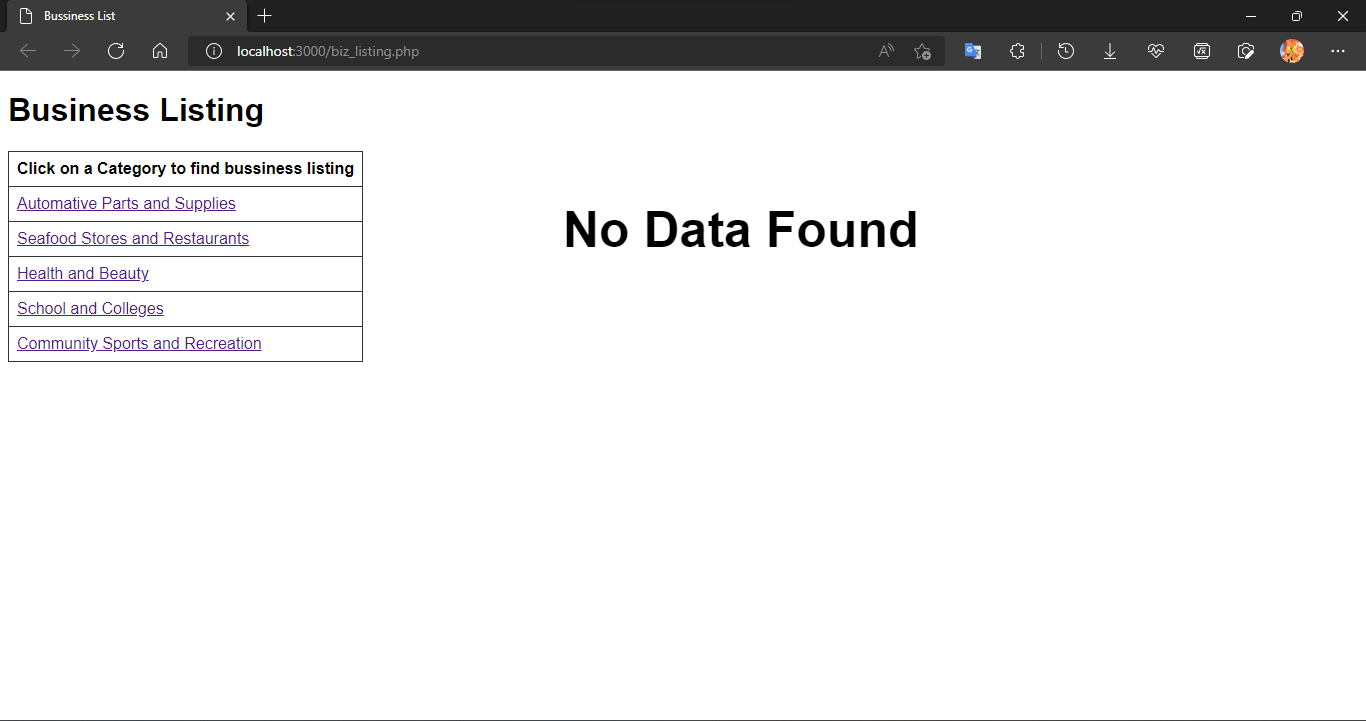 Bussiness List
localhost:3000/biz_listing.php
Business Listing
Click on a Category to find bussiness listing
Automative Parts and Supplies
Seafood Stores and Restaurants
Health and Beauty
School and Colleges
Community Sports and Recreation
No Data Found